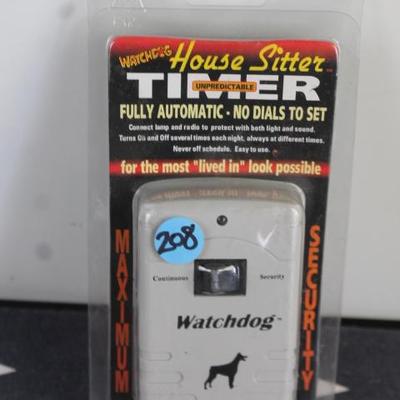 WATCHDOG House Sitter™
TIMER
UNPREDICTABLE
FULLY AUTOMATIC - NO DIALS TO SET
Connect lamp and radio to protect with both light and sound.
Turns On and Off several times each night, always at different times.
Never off schedule. Easy to use.
for the most "lived in" look possible
208
Continuous Security
Watchdog™
MAXIMUM
SECURITY